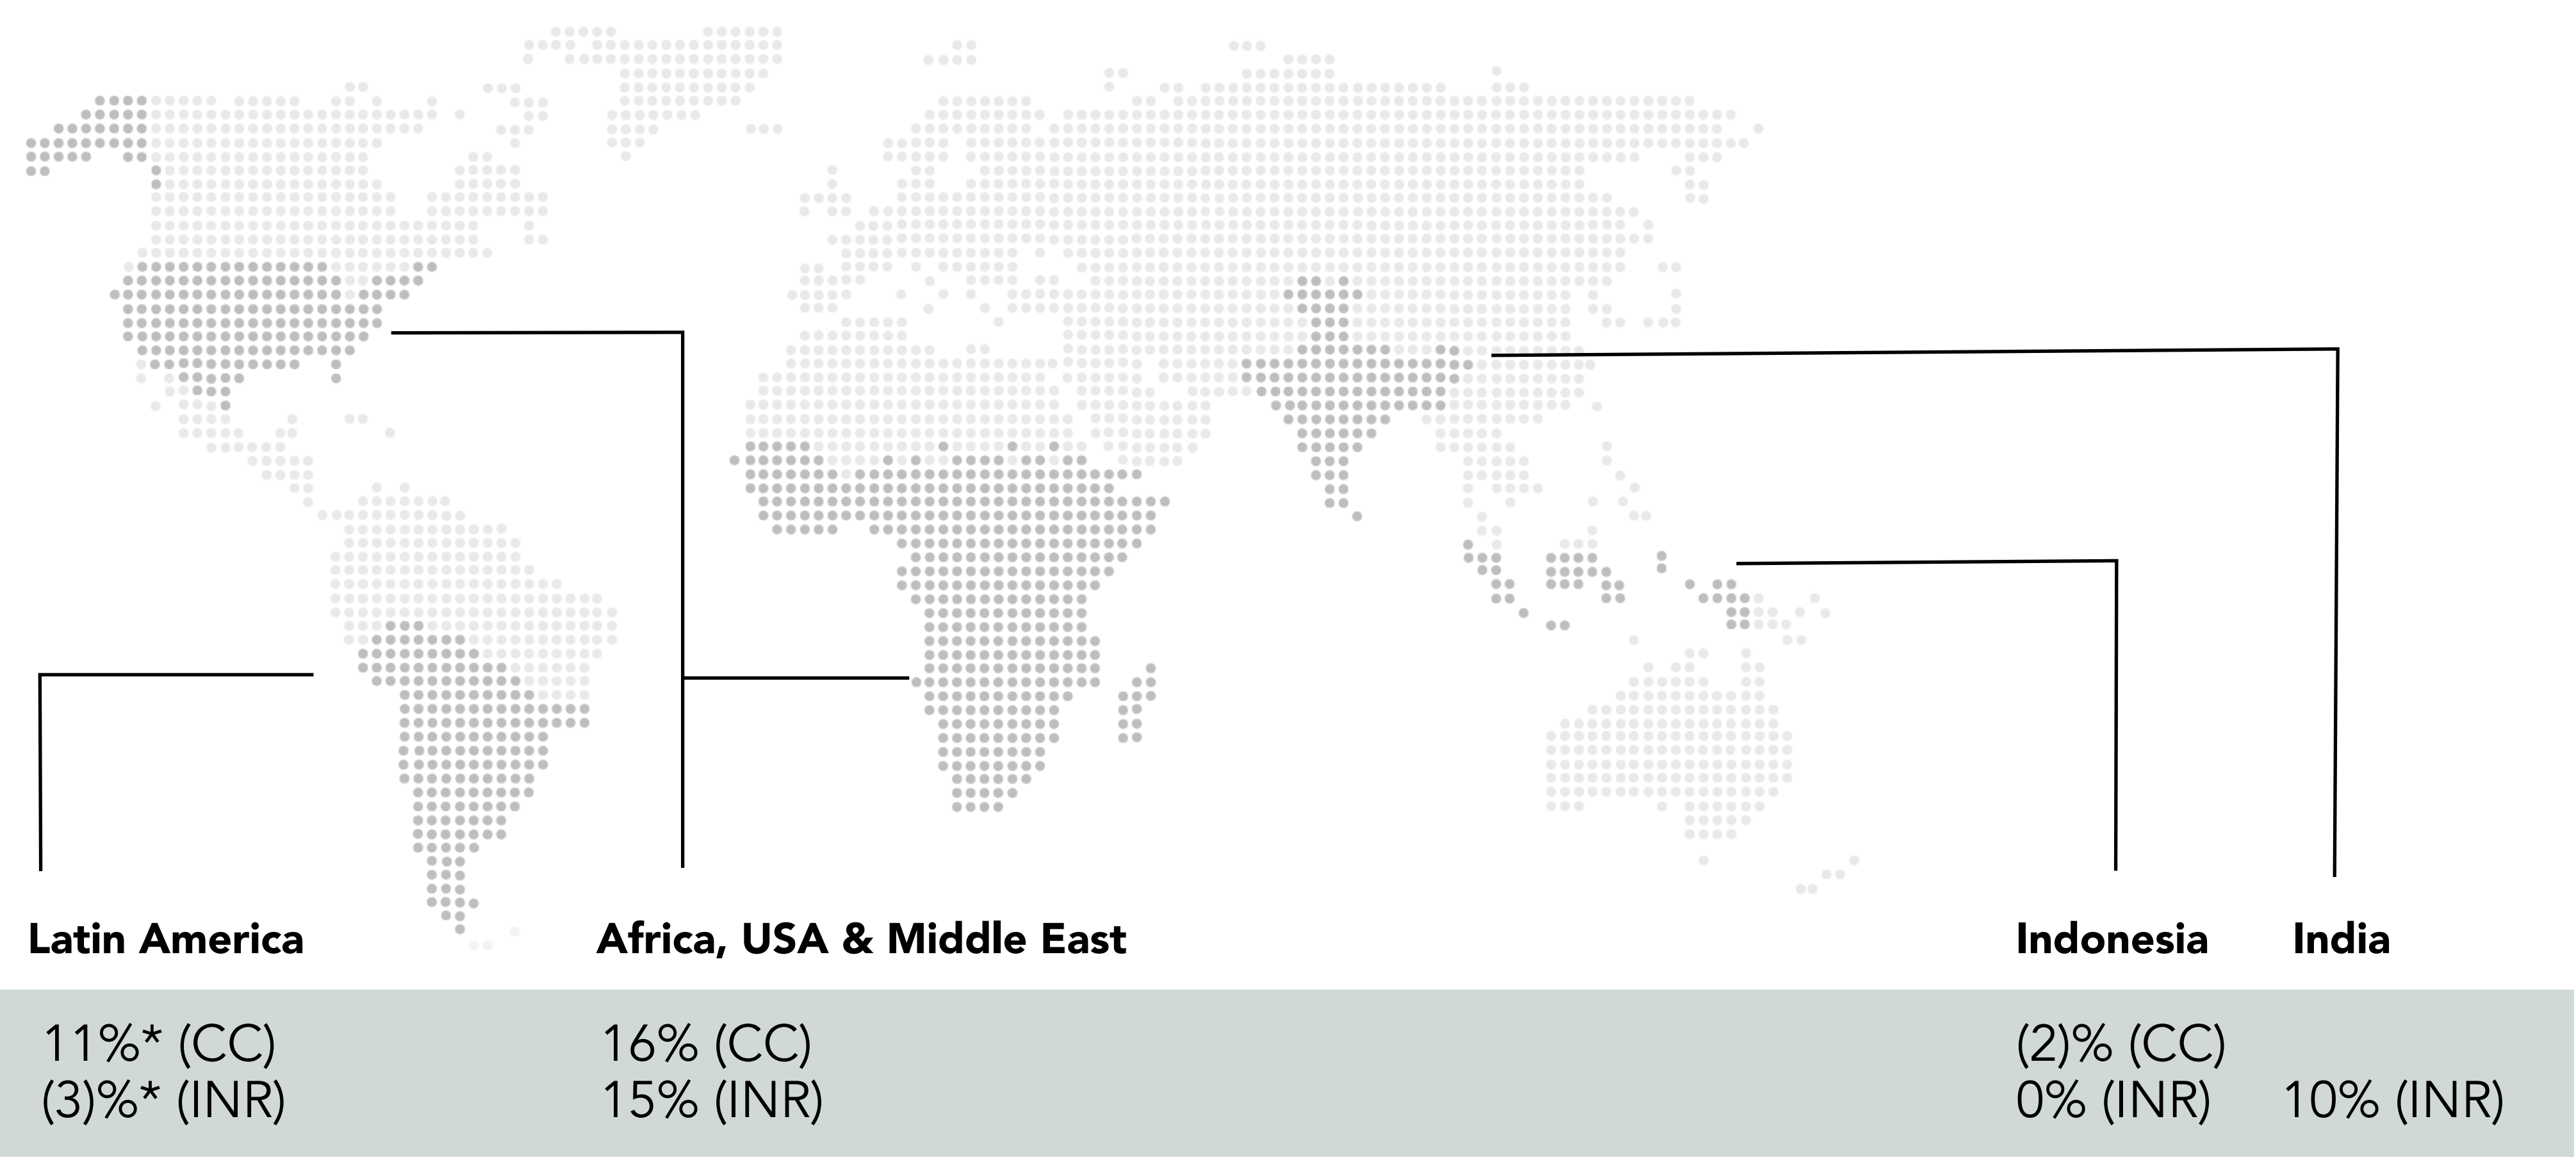 Latin America
11%* (CC)
(3)%* (INR)
Africa, USA & Middle East
16% (CC)
15% (INR)
Indonesia
(2)% (CC)
0% (INR)
India
10% (INR)